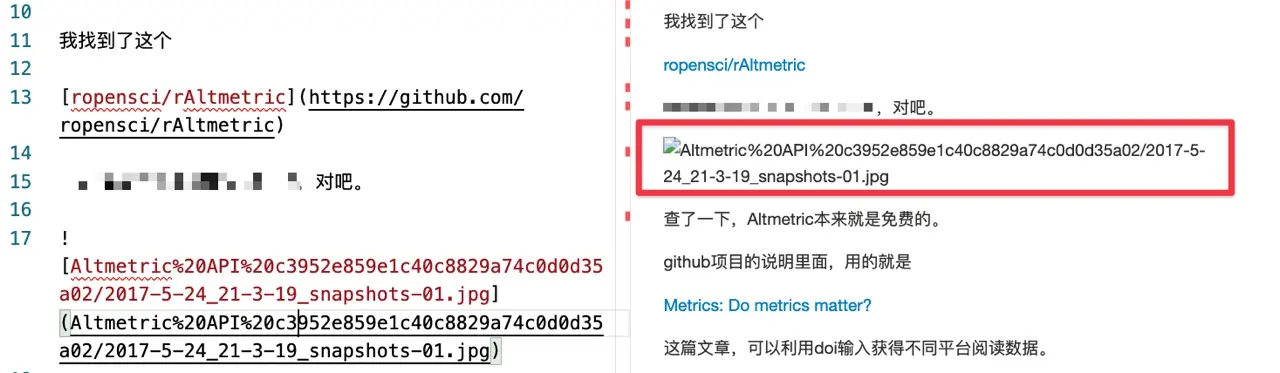 10
11 我找到了这个
12
13 [ropensci/rAltmetric](https://github.com/
ropensci/rAltmetric)
14
15 ，对吧。
16
17 !
[Altmetric%20API%20c3952e859e1c40c8829a74c0d0d35
a02/2017-5-24_21-3-19_snapshots-01.jpg]
(Altmetric%20API%20c3952e859e1c40c8829a74c0d0d35
a02/2017-5-24_21-3-19_snapshots-01.jpg)
我找到了这个
ropensci/rAltmetric
，对吧。
Altmetric%20API%20c3952e859e1c40c8829a74c0d0d35a02/2017-5-
24_21-3-19_snapshots-01.jpg
查了一下，Altmetric本来就是免费的。
github项目的说明里面，用的就是
Metrics: Do metrics matter?
这篇文章，可以利用doi输入获得不同平台阅读数据。